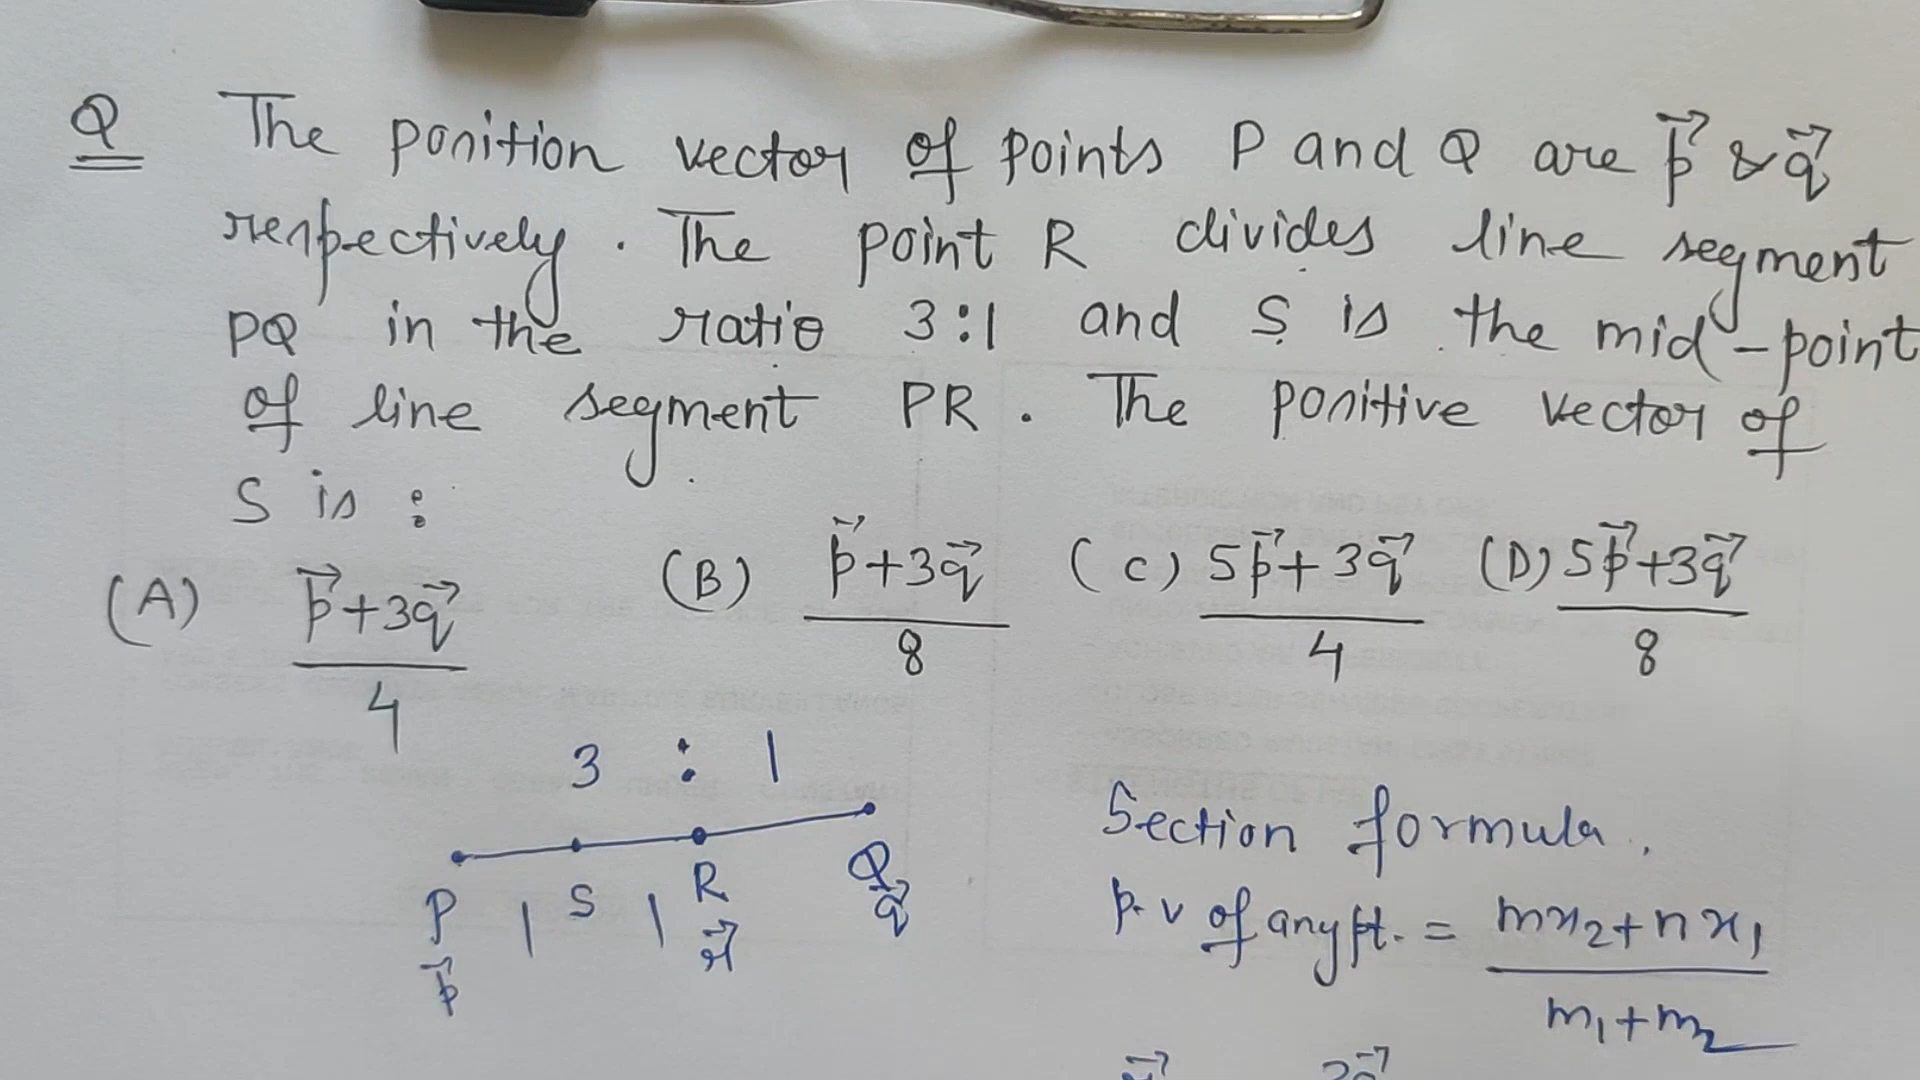 Q The position vector of points P and Q are p⃗ & q⃗
respectively. The point R divides line segment
PQ in the ratio 3:1 and S is the mid-point
of line segment PR. The positive vector of
S is :
(A) (p⃗+3q⃗)/4 (B) (p⃗+3q⃗)/8 (C) (5p⃗+3q⃗)/4 (D) (5p⃗+3q⃗)/8
3 : 1
P 1 S 1 R Q
p⃗ r⃗ q⃗
Section formula.
p.v of any pt. = (mx₂+nx₁)/(m₁+m₂)